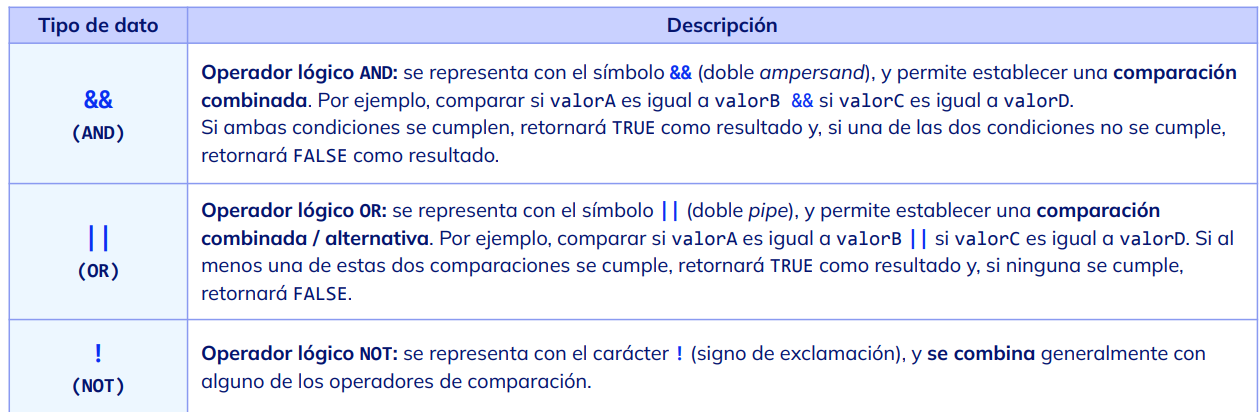 Tipo de dato
Descripción
&&
(AND)
Operador lógico AND: se representa con el símbolo && (doble ampersand), y permite establecer una comparación
combinada. Por ejemplo, comparar si valorA es igual a valorB && si valorC es igual a valorD.
Si ambas condiciones se cumplen, retornará TRUE como resultado y, si una de las dos condiciones no se cumple,
retornará FALSE como resultado.
||
(OR)
Operador lógico OR: se representa con el símbolo || (doble pipe), y permite establecer una comparación
combinada / alternativa. Por ejemplo, comparar si valorA es igual a valorB || si valorC es igual a valorD. Si al
menos una de estas dos comparaciones se cumple, retornará TRUE como resultado y, si ninguna se cumple,
retornará FALSE.
!
(NOT)
Operador lógico NOT: se representa con el carácter ! (signo de exclamación), y se combina generalmente con
alguno de los operadores de comparación.